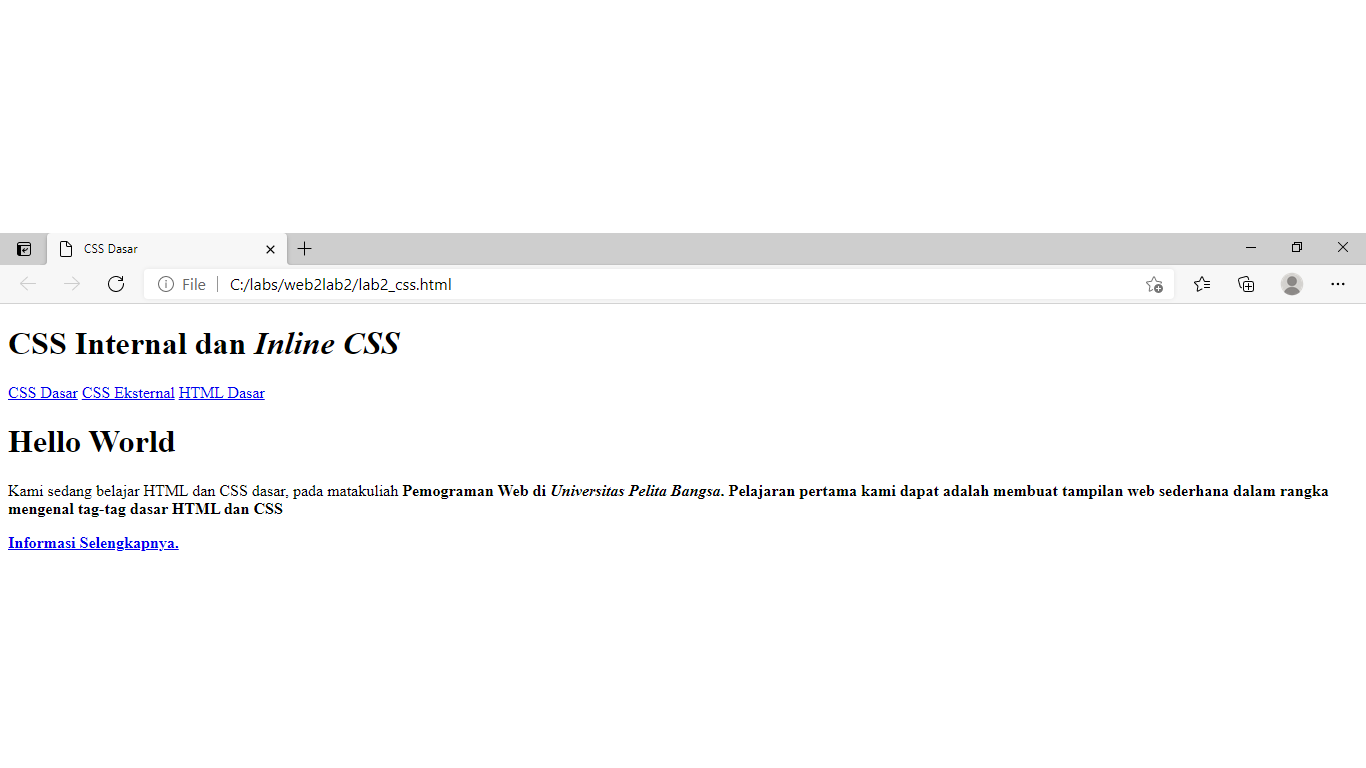 CSS Dasar
File C:/labs/web2lab2/lab2_css.html
CSS Internal dan Inline CSS
CSS Dasar CSS Eksternal HTML Dasar
Hello World
Kami sedang belajar HTML dan CSS dasar, pada matakuliah Pemograman Web di Universitas Pelita Bangsa. Pelajaran pertama kami dapat adalah membuat tampilan web sederhana dalam rangka
mengenal tag-tag dasar HTML dan CSS
Informasi Selengkapnya.